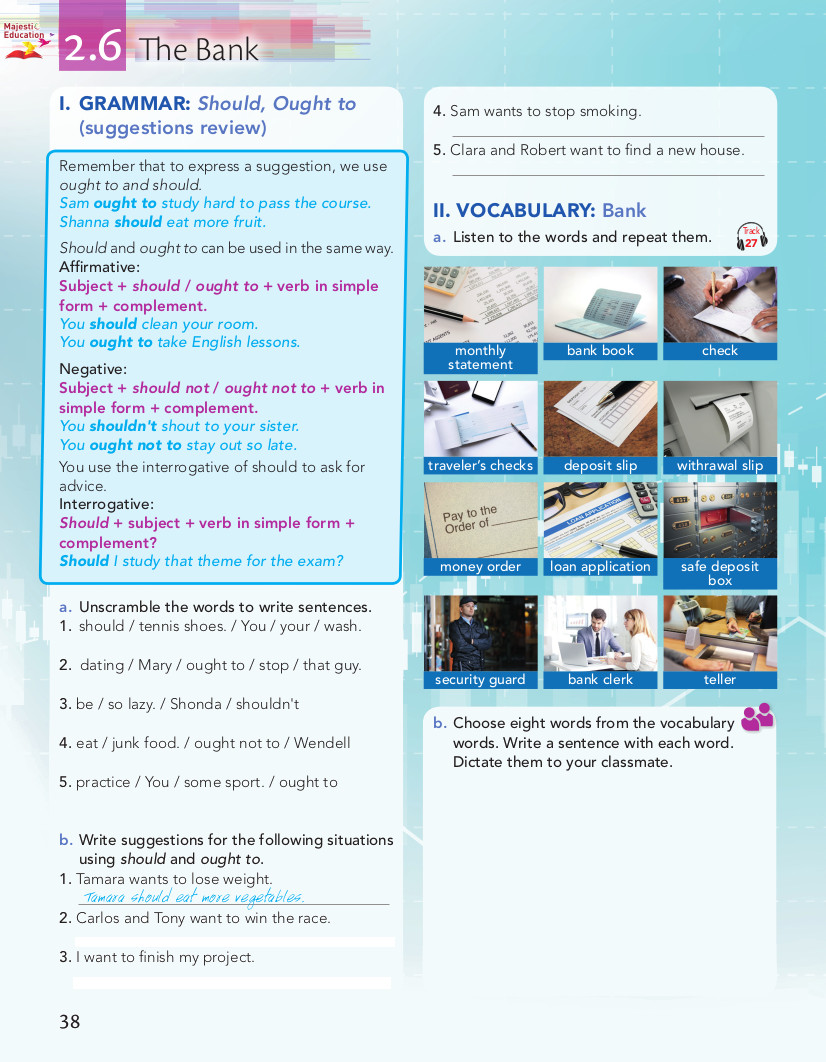 Majestic
Education
2.6 The Bank
I. GRAMMAR: Should, Ought to
(suggestions review)
Remember that to express a suggestion, we use
ought to and should.
Sam ought to study hard to pass the course.
Shanna should eat more fruit.
Should and ought to can be used in the same way.
Affirmative:
Subject + should / ought to + verb in simple
form + complement.
You should clean your room.
You ought to take English lessons.
Negative:
Subject + should not / ought not to + verb in
simple form + complement.
You shouldn't shout to your sister.
You ought not to stay out so late.
You use the interrogative of should to ask for
advice.
Interrogative:
Should + subject + verb in simple form +
complement?
Should I study that theme for the exam?
a. Unscramble the words to write sentences.
1. should / tennis shoes. / You / your / wash.
2. dating / Mary / ought to / stop / that guy.
3. be / so lazy. / Shonda / shouldn't
4. eat / junk food. / ought not to / Wendell
5. practice / You / some sport. / ought to
b. Write suggestions for the following situations
using should and ought to.
1. Tamara wants to lose weight.
Tamara should eat more vegetables.
2. Carlos and Tony want to win the race.
3. I want to finish my project.
38
4. Sam wants to stop smoking.
5. Clara and Robert want to find a new house.
II. VOCABULARY: Bank
a. Listen to the words and repeat them.
Track
27
monthly
statement
bank book
check
traveler's checks
deposit slip
withrawal slip
Pay to the
Order of
LOAN APPLICATION
money order
loan application
safe deposit
box
security guard
bank clerk
teller
b. Choose eight words from the vocabulary
words. Write a sentence with each word.
Dictate them to your classmate.